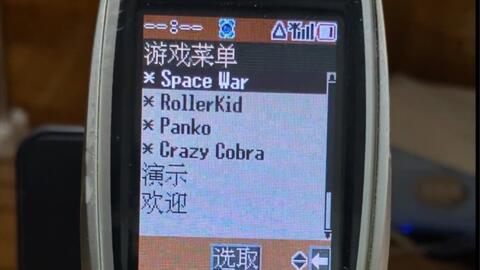 --:--
游戏菜单
* Space War
* RollerKid
* Panko
* Crazy Cobra
演示
欢迎
选取